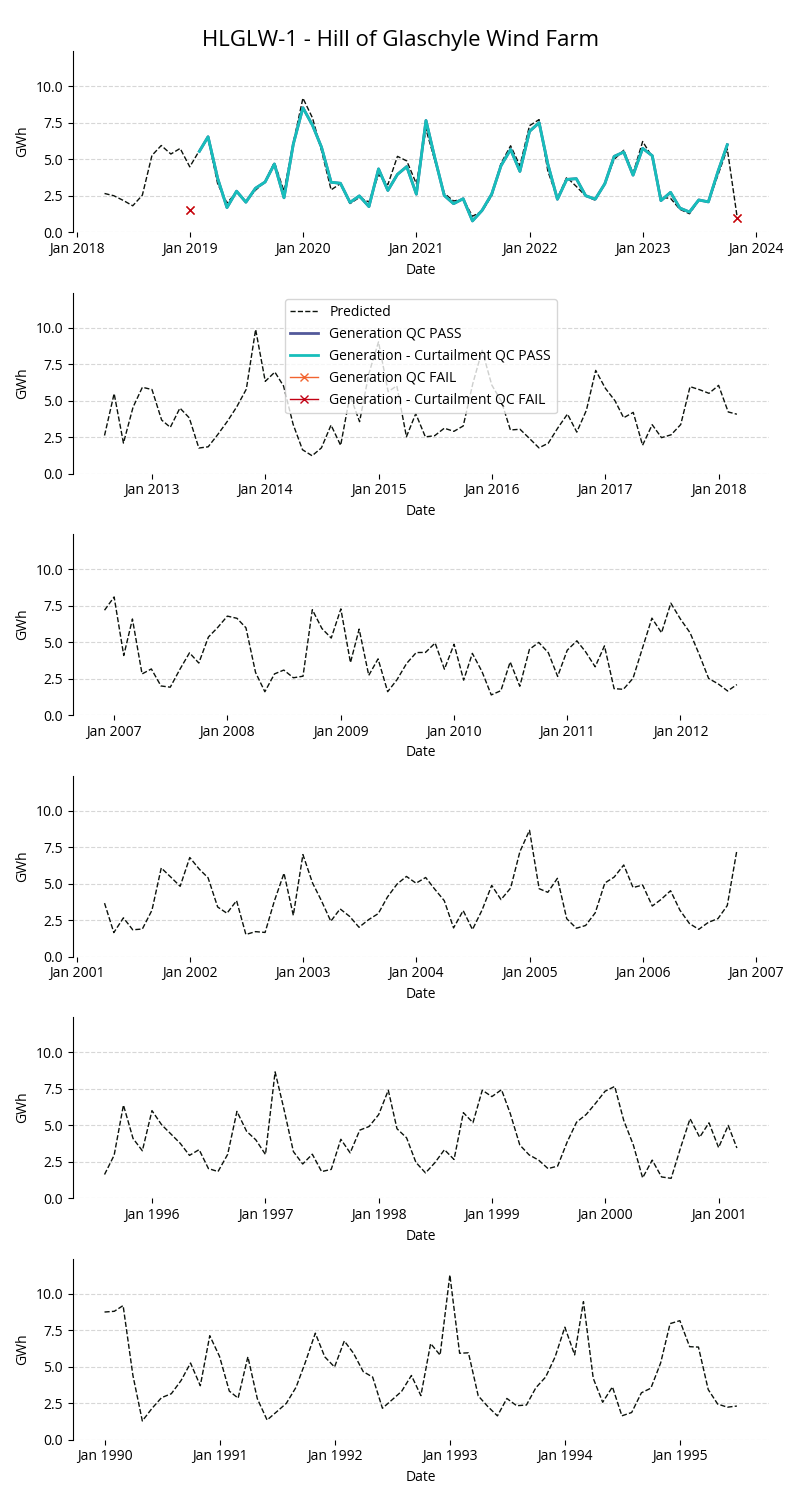 HLGLW-1 - Hill of Glaschyle Wind Farm
10.0
7.5
5.0
2.5
0.0
GWh
Jan 2018 Jan 2019 Jan 2020 Jan 2021 Jan 2022 Jan 2023 Jan 2024
Date
Predicted
Generation QC PASS
Generation - Curtailment QC PASS
Generation QC FAIL
Generation - Curtailment QC FAIL
10.0
7.5
5.0
2.5
0.0
GWh
Jan 2013 Jan 2014 Jan 2015 Jan 2016 Jan 2017 Jan 2018
Date
10.0
7.5
5.0
2.5
0.0
GWh
Jan 2007 Jan 2008 Jan 2009 Jan 2010 Jan 2011 Jan 2012
Date
10.0
7.5
5.0
2.5
0.0
GWh
Jan 2001 Jan 2002 Jan 2003 Jan 2004 Jan 2005 Jan 2006 Jan 2007
Date
10.0
7.5
5.0
2.5
0.0
GWh
Jan 1996 Jan 1997 Jan 1998 Jan 1999 Jan 2000 Jan 2001
Date
10.0
7.5
5.0
2.5
0.0
GWh
Jan 1990 Jan 1991 Jan 1992 Jan 1993 Jan 1994 Jan 1995
Date